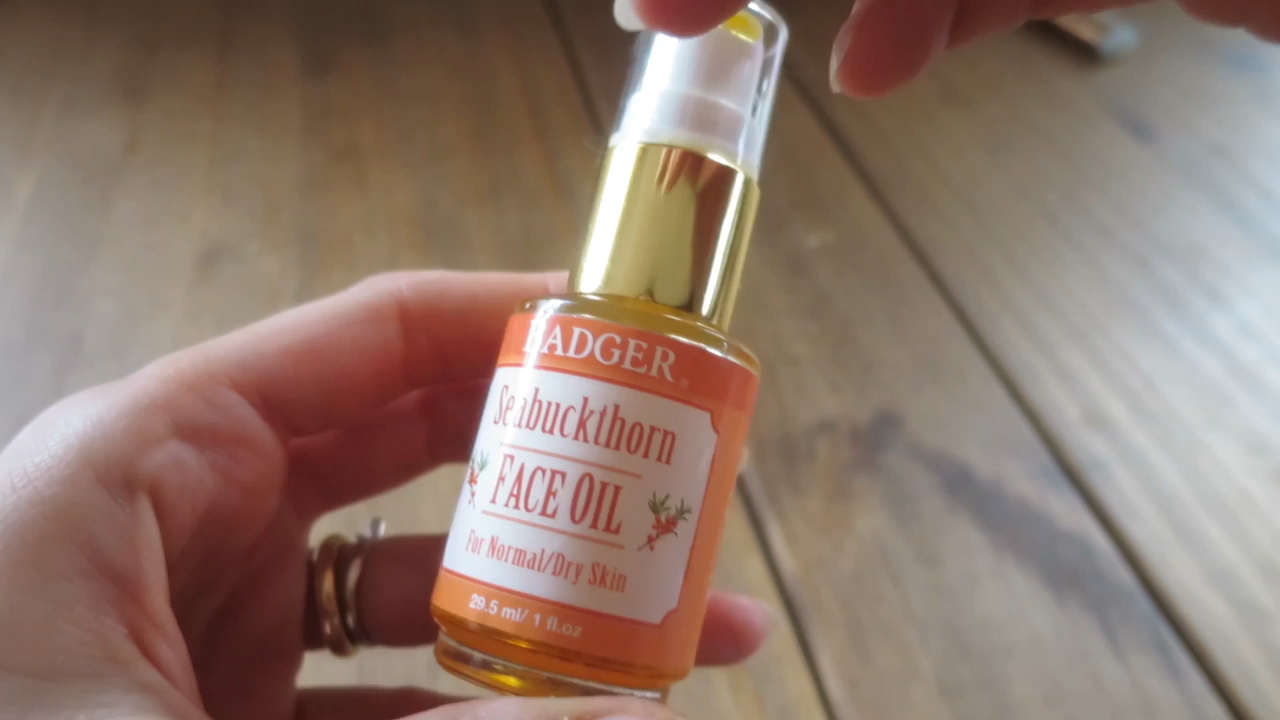 BADGER®
Seabuckthorn
FACE OIL
For Normal/Dry Skin
29.5 ml/ 1 fl.oz